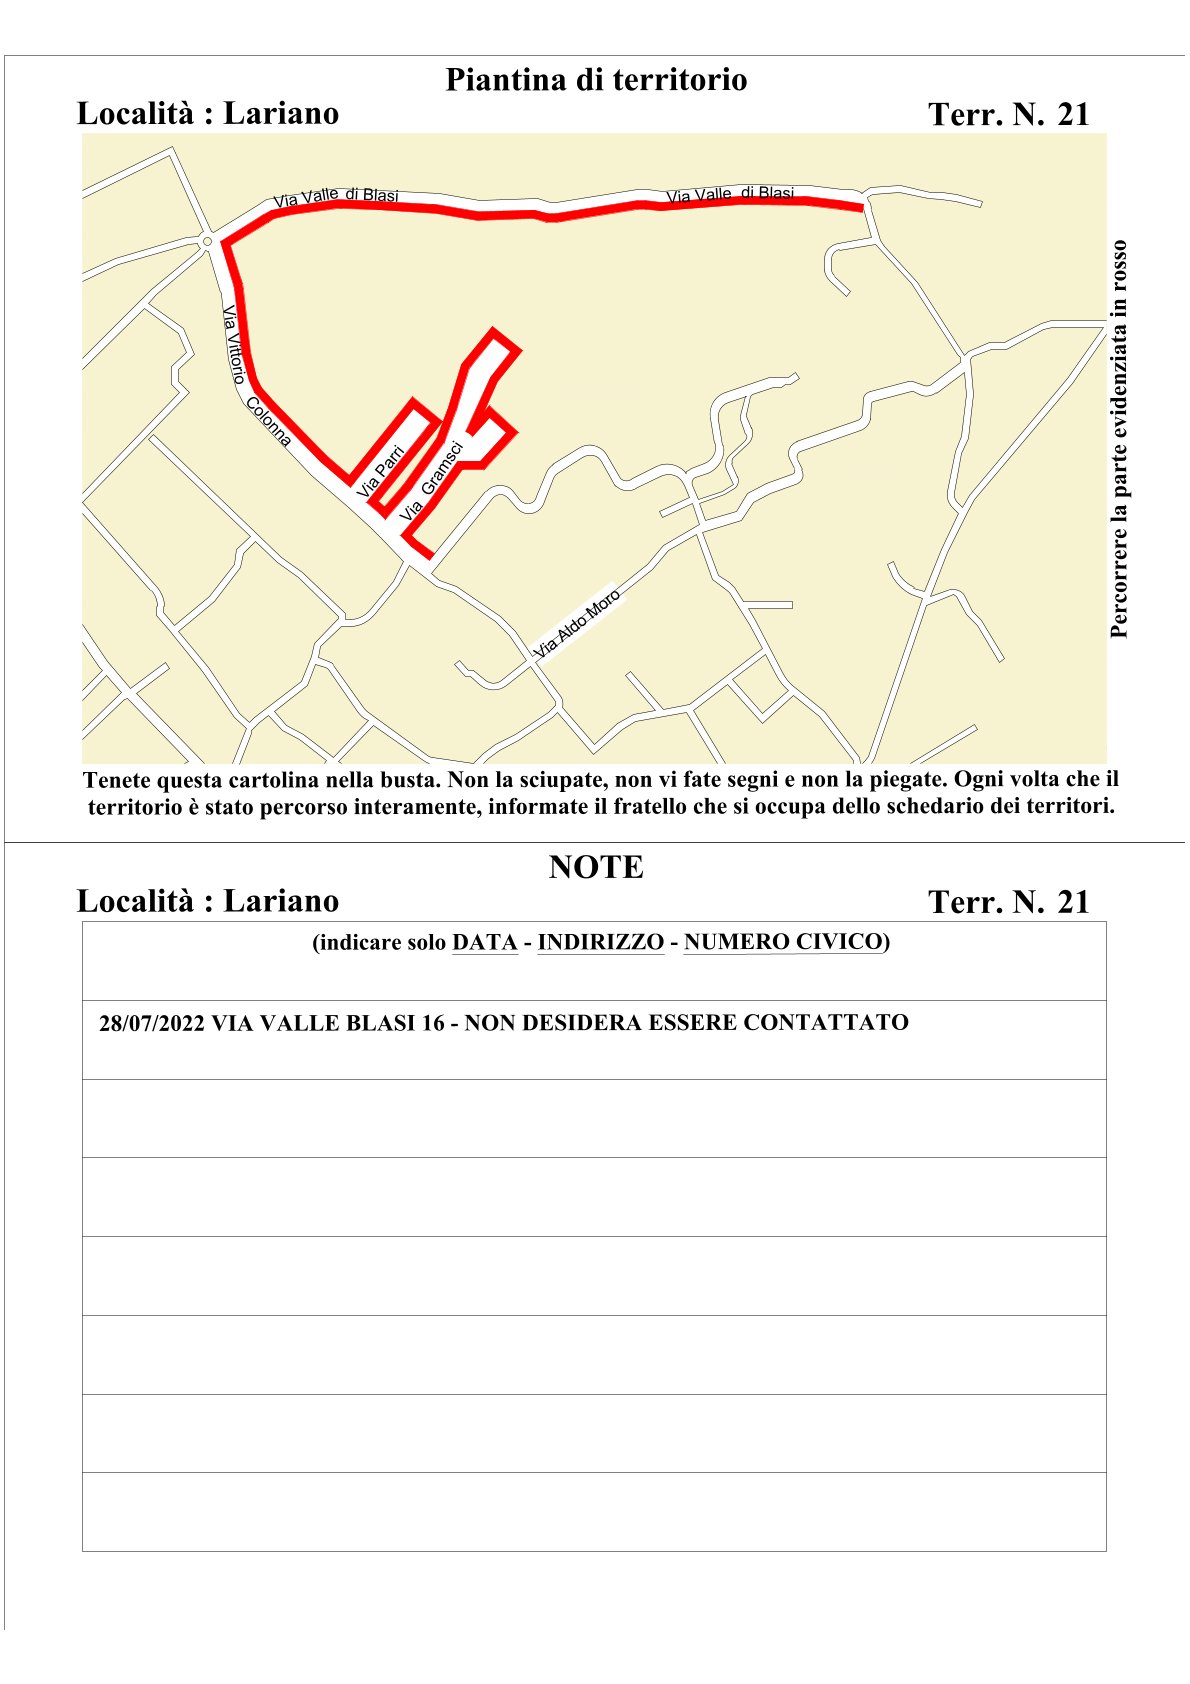 Piantina di territorio
Località : Lariano
Terr. N. 21
Via Valle di Blasi
Via Valle di Blasi
Via Vittorio Colonna
Via Parri
Via Gramsci
Via Aldo Moro
Percorrere la parte evidenziata in rosso
Tenete questa cartolina nella busta. Non la sciupate, non vi fate segni e non la piegate. Ogni volta che il
territorio è stato percorso interamente, informate il fratello che si occupa dello schedario dei territori.
NOTE
Località : Lariano
Terr. N. 21
(indicare solo DATA - INDIRIZZO - NUMERO CIVICO)
28/07/2022 VIA VALLE BLASI 16 - NON DESIDERA ESSERE CONTATTATO